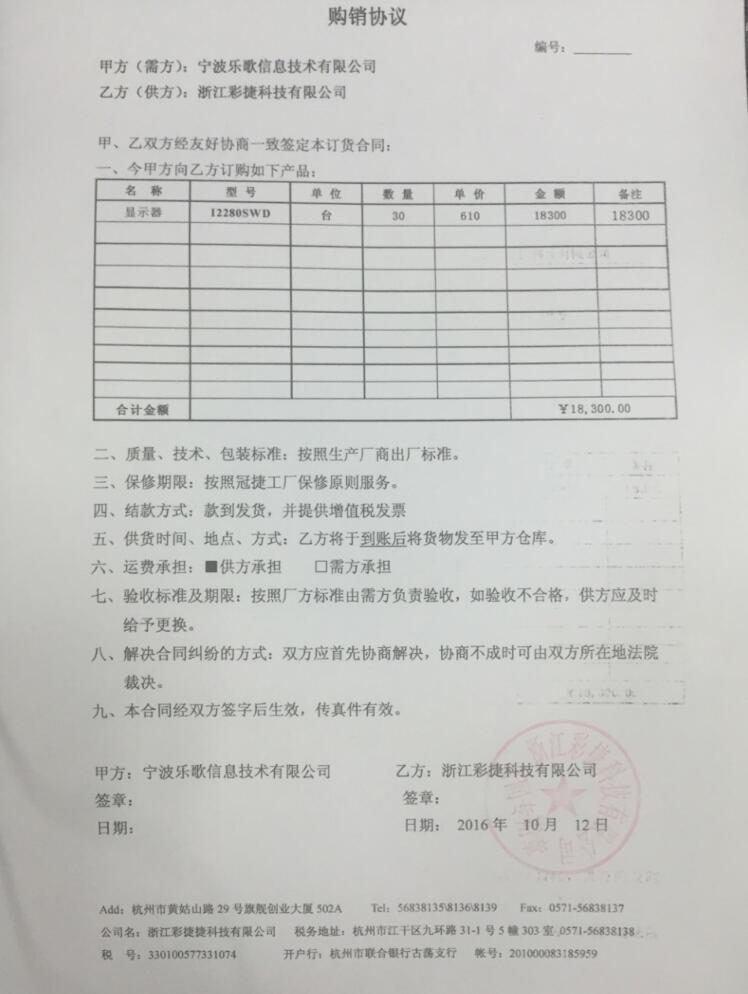 购销协议
编号：________
甲方（需方）：宁波乐歌信息技术有限公司
乙方（供方）：浙江彩捷科技有限公司
甲、乙双方经友好协商一致签定本订货合同：
一、今甲方向乙方订购如下产品：
名 称 型 号 单 位 数 量 单 价 金 额 备注
显示器 I2280SWD 台 30 610 18300 18300
合计金额 ￥18,300.00
二、质量、技术、包装标准：按照生产厂商出厂标准。
三、保修期限：按照冠捷工厂保修原则服务。
四、结款方式：款到发货，并提供增值税发票
五、供货时间、地点、方式：乙方将于到账后将货物发至甲方仓库。
六、运费承担：■供方承担 □需方承担
七、验收标准及期限：按照厂方标准由需方负责验收，如验收不合格，供方应及时
给予更换。
八、解决合同纠纷的方式：双方应首先协商解决，协商不成时可由双方所在地法院
裁决。
九、本合同经双方签字后生效，传真件有效。
甲方：宁波乐歌信息技术有限公司 乙方：浙江彩捷科技有限公司
签章： 签章：
日期： 日期： 2016 年 10 月 12 日
浙江彩捷科技有限公司
Add：杭州市黄姑山路 29 号旗舰创业大厦 502A Tel：56838135\8136\8139 Fax：0571-56838137
公司名：浙江彩捷捷科技有限公司 税务地址：杭州市江干区九环路 31-1 号 5 幢 303 室 0571-56838138
税 号：330100577331074 开户行：杭州市联合银行古荡支行 帐号：201000083185959